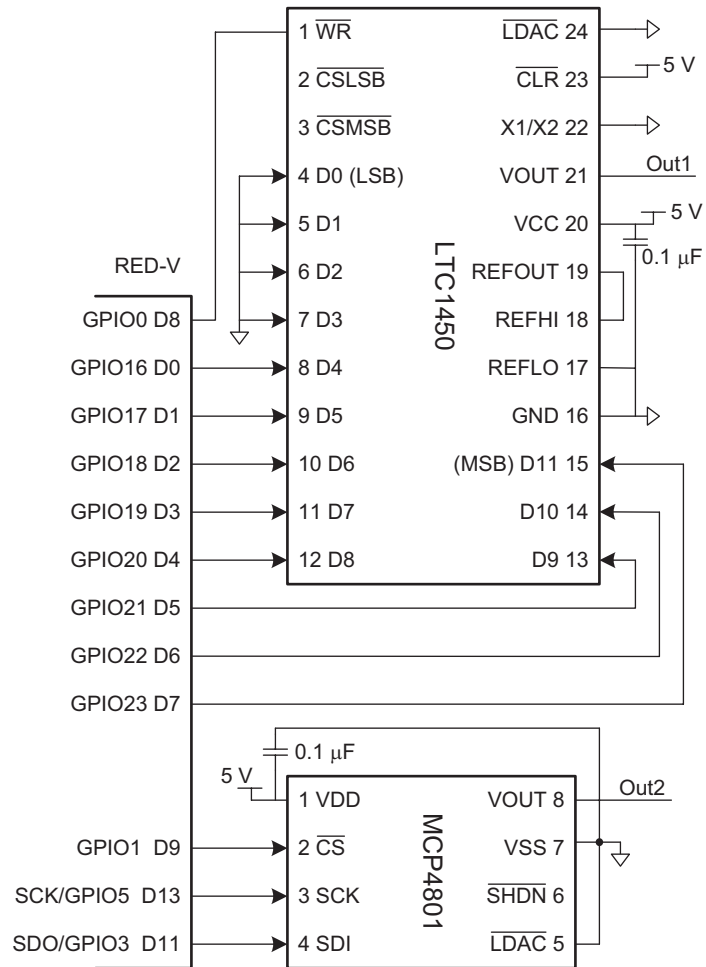 1 WR
2 CSLSB
3 CSMSB
4 D0 (LSB)
5 D1
6 D2
7 D3
8 D4
9 D5
10 D6
11 D7
12 D8
LTC1450
LDAC 24
CLR 23
X1/X2 22
VOUT 21
VCC 20
REFOUT 19
REFHI 18
REFLO 17
GND 16
(MSB) D11 15
D10 14
D9 13
5 V
Out1
5 V
0.1 μF
RED-V
GPIO0 D8
GPIO16 D0
GPIO17 D1
GPIO18 D2
GPIO19 D3
GPIO20 D4
GPIO21 D5
GPIO22 D6
GPIO23 D7
GPIO1 D9
SCK/GPIO5 D13
SDO/GPIO3 D11
0.1 μF
5 V
1 VDD
2 CS
3 SCK
4 SDI
MCP4801
VOUT 8
VSS 7
SHDN 6
LDAC 5
Out2